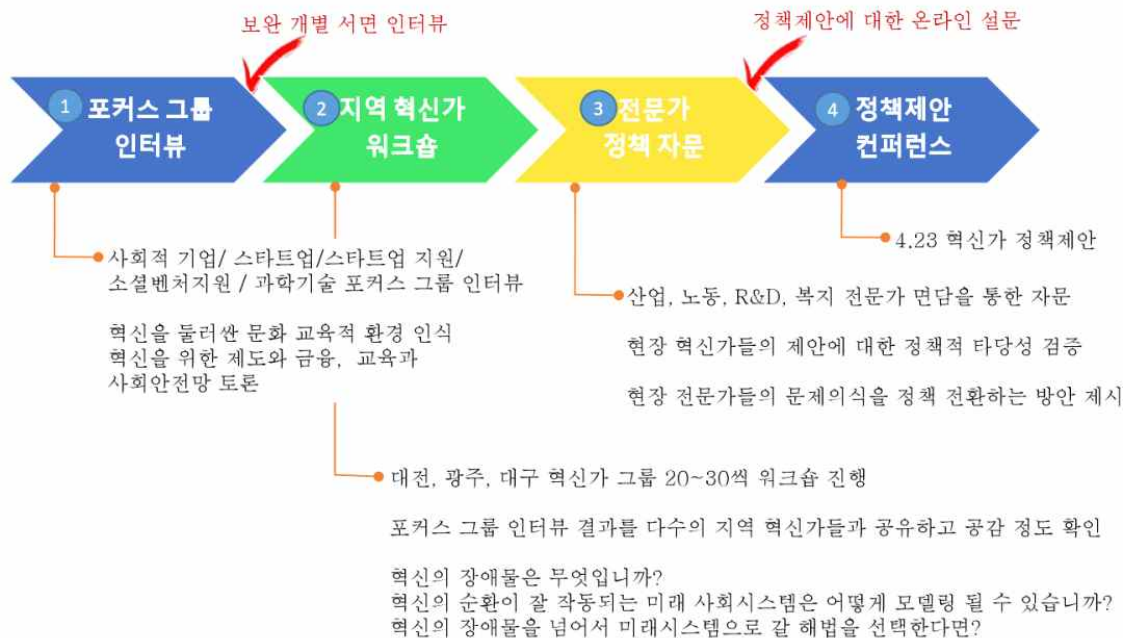 보완 개별 서면 인터뷰
정책제안에 대한 온라인 설문
1 포커스 그룹
인터뷰
2 지역 혁신가
워크숍
3 전문가
정책 자문
4 정책제안
컨퍼런스
사회적 기업/ 스타트업/스타트업 지원/
소셜벤처지원 / 과학기술 포커스 그룹 인터뷰
혁신을 둘러싼 문화 교육적 환경 인식
혁신을 위한 제도와 금융, 교육과
사회안전망 토론
4.23 혁신가 정책제안
산업, 노동, R&D, 복지 전문가 면담을 통한 자문
현장 혁신가들의 제안에 대한 정책적 타당성 검증
현장 전문가들의 문제의식을 정책 전환하는 방안 제시
대전, 광주, 대구 혁신가 그룹 20~30씩 워크숍 진행
포커스 그룹 인터뷰 결과를 다수의 지역 혁신가들과 공유하고 공감 정도 확인
혁신의 장애물은 무엇입니까?
혁신의 순환이 잘 작동되는 미래 사회시스템은 어떻게 모델링 될 수 있습니까?
혁신의 장애물을 넘어서 미래시스템으로 갈 해법을 선택한다면?